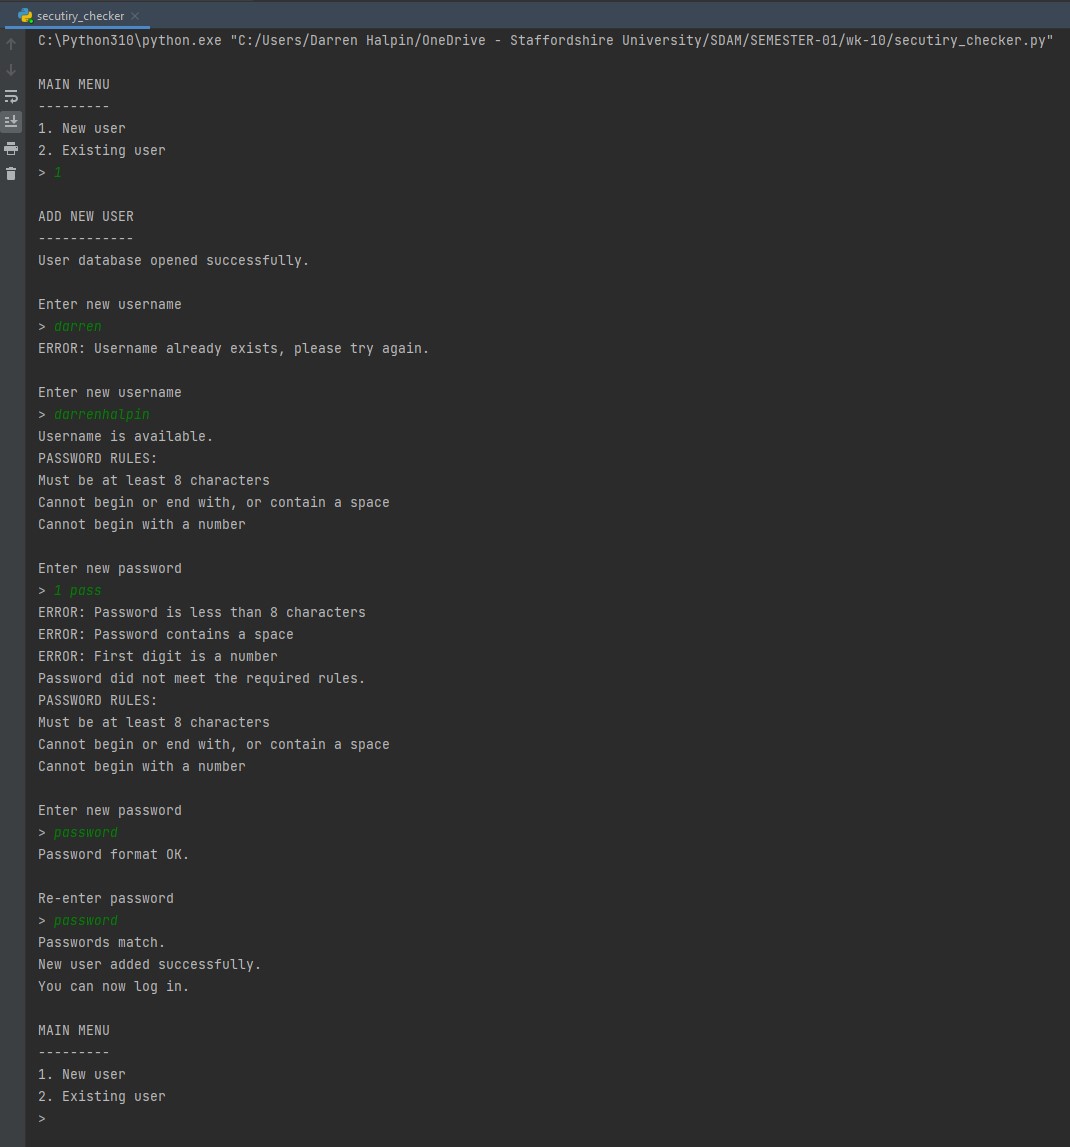 secutiry_checker
C:\Python310\python.exe "C:/Users/Darren Halpin/OneDrive - Staffordshire University/SDAM/SEMESTER-01/wk-10/secutiry_checker.py"
MAIN MENU
---------
1. New user
2. Existing user
> 1
ADD NEW USER
------------
User database opened successfully.
Enter new username
> darren
ERROR: Username already exists, please try again.
Enter new username
> darrenhalpin
Username is available.
PASSWORD RULES:
Must be at least 8 characters
Cannot begin or end with, or contain a space
Cannot begin with a number
Enter new password
> 1 pass
ERROR: Password is less than 8 characters
ERROR: Password contains a space
ERROR: First digit is a number
Password did not meet the required rules.
PASSWORD RULES:
Must be at least 8 characters
Cannot begin or end with, or contain a space
Cannot begin with a number
Enter new password
> password
Password format OK.
Re-enter password
> password
Passwords match.
New user added successfully.
You can now log in.
MAIN MENU
---------
1. New user
2. Existing user
>